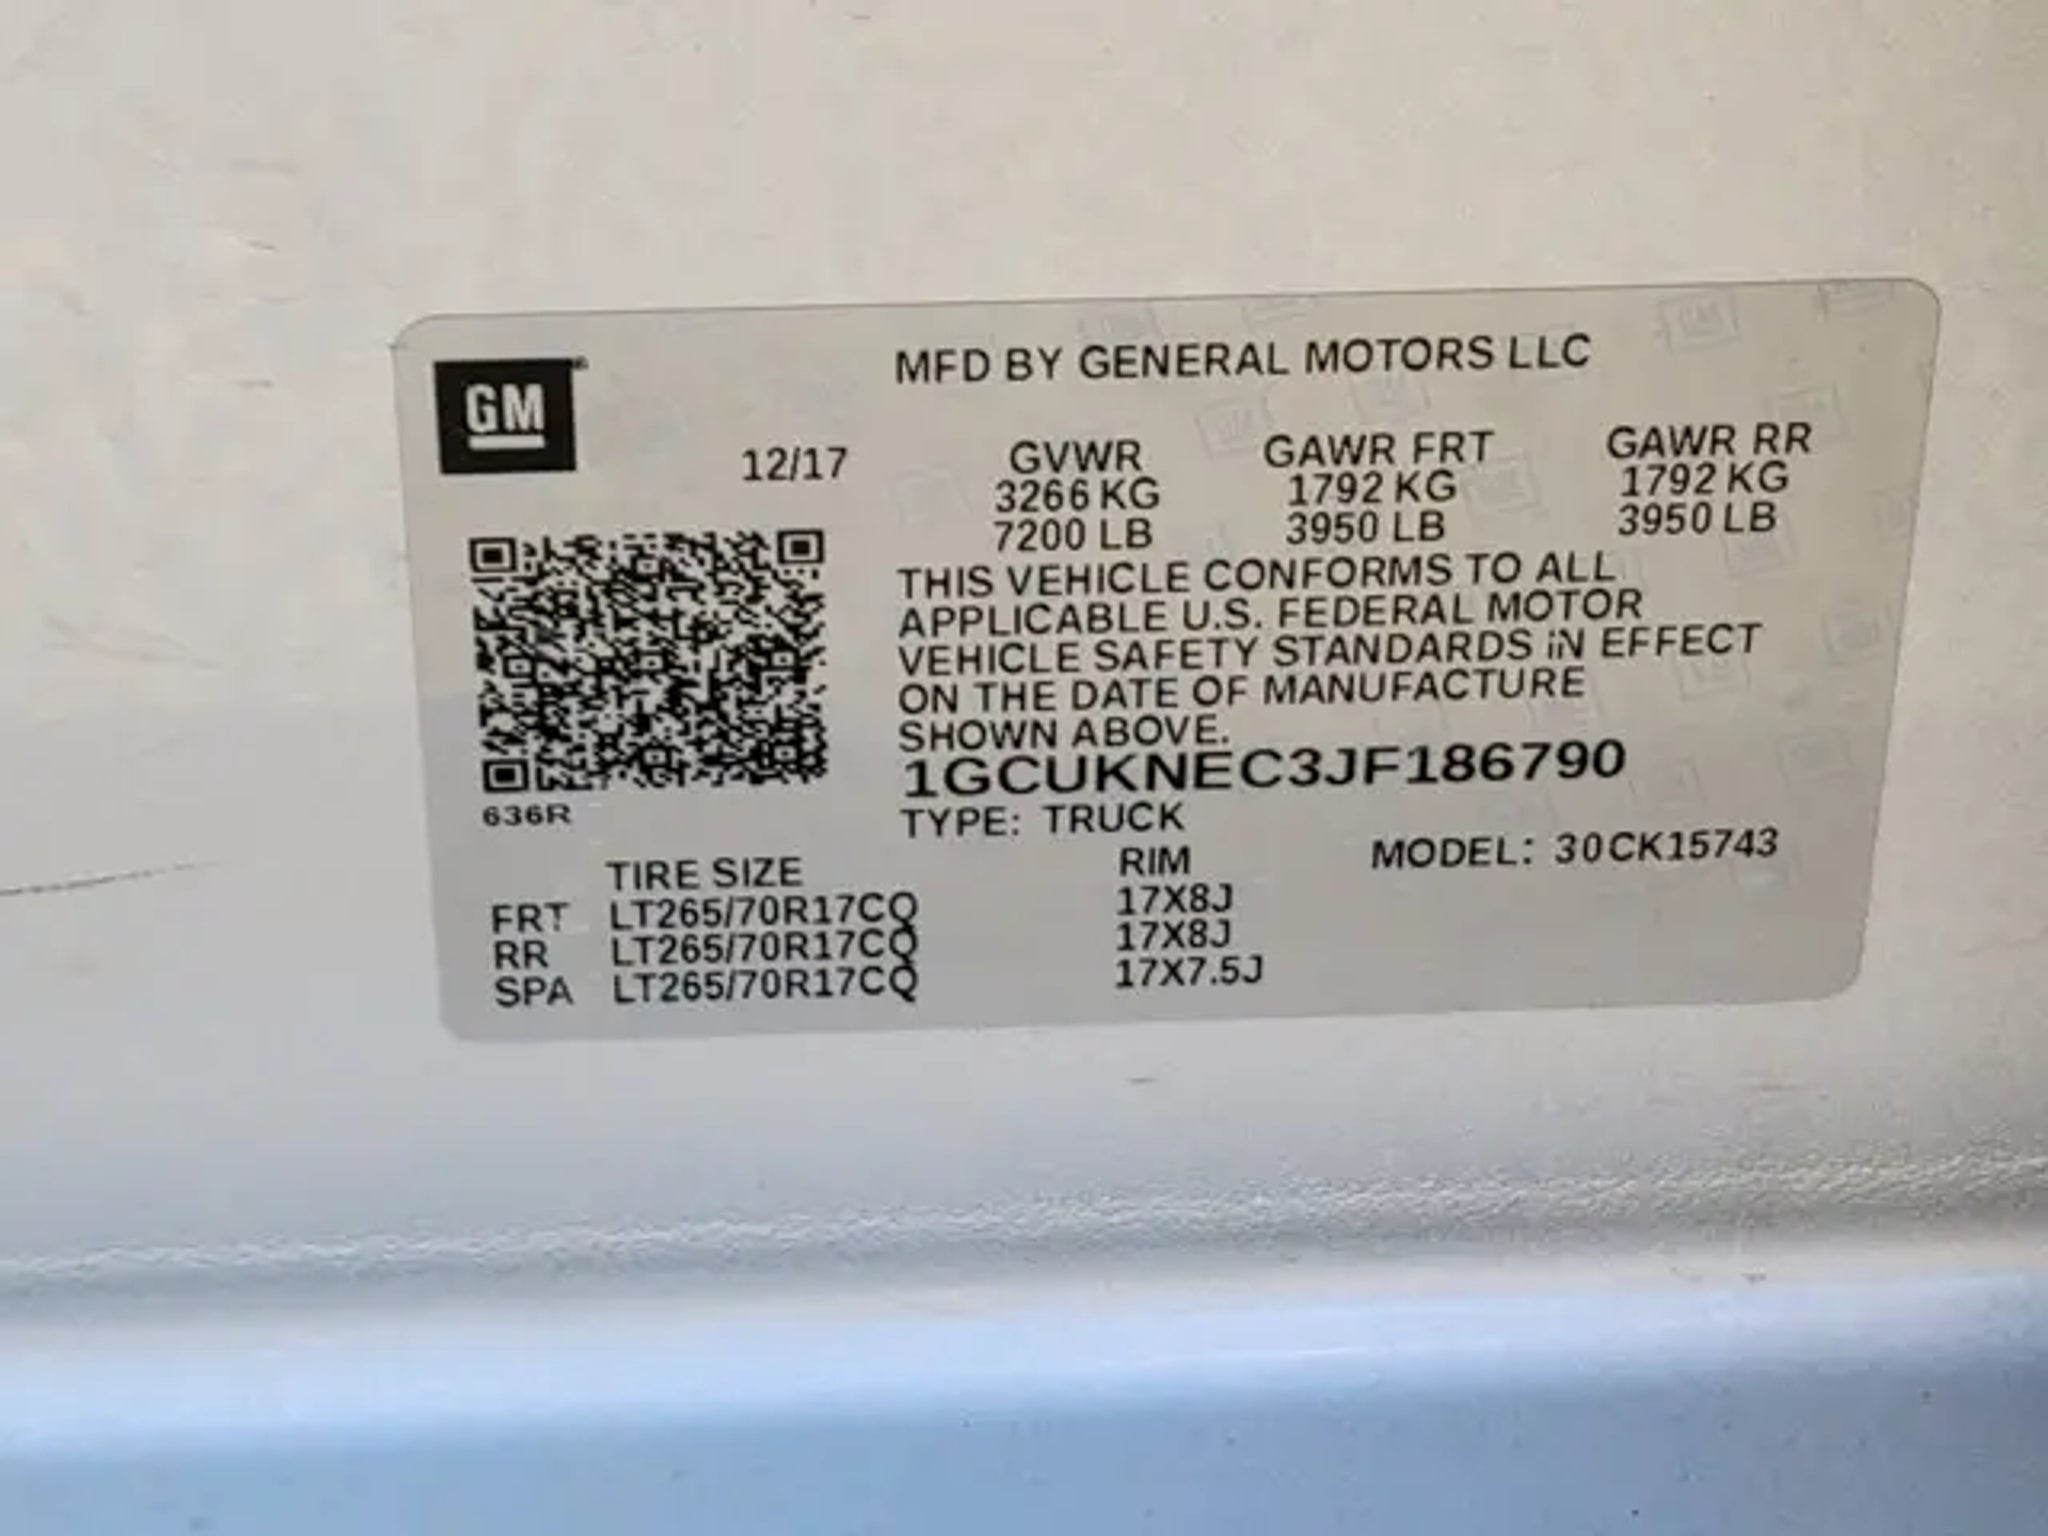 GM
MFD BY GENERAL MOTORS LLC
12/17 GVWR GAWR FRT GAWR RR
3266 KG 1792 KG 1792 KG
7200 LB 3950 LB 3950 LB
THIS VEHICLE CONFORMS TO ALL
APPLICABLE U.S. FEDERAL MOTOR
VEHICLE SAFETY STANDARDS iN EFFECT
ON THE DATE OF MANUFACTURE
SHOWN ABOVE.
1GCUKNEC3JF186790
636R
TYPE: TRUCK
TIRE SIZE RIM MODEL: 30CK15743
FRT LT265/70R17CQ 17X8J
RR LT265/70R17CQ 17X8J
SPA LT265/70R17CQ 17X7.5J